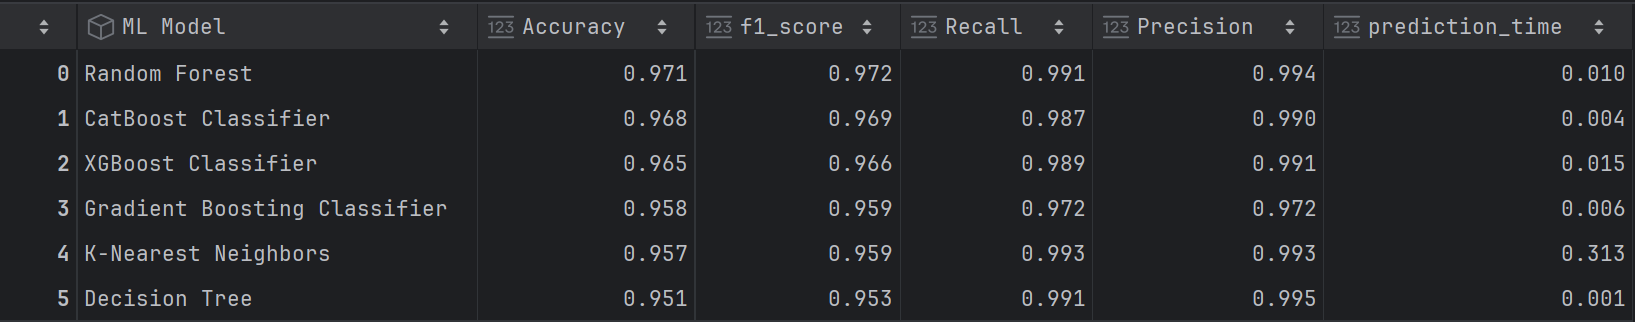 ML Model 123 Accuracy 123 f1_score 123 Recall 123 Precision 123 prediction_time
0 Random Forest 0.971 0.972 0.991 0.994 0.010
1 CatBoost Classifier 0.968 0.969 0.987 0.990 0.004
2 XGBoost Classifier 0.965 0.966 0.989 0.991 0.015
3 Gradient Boosting Classifier 0.958 0.959 0.972 0.972 0.006
4 K-Nearest Neighbors 0.957 0.959 0.993 0.993 0.313
5 Decision Tree 0.951 0.953 0.991 0.995 0.001